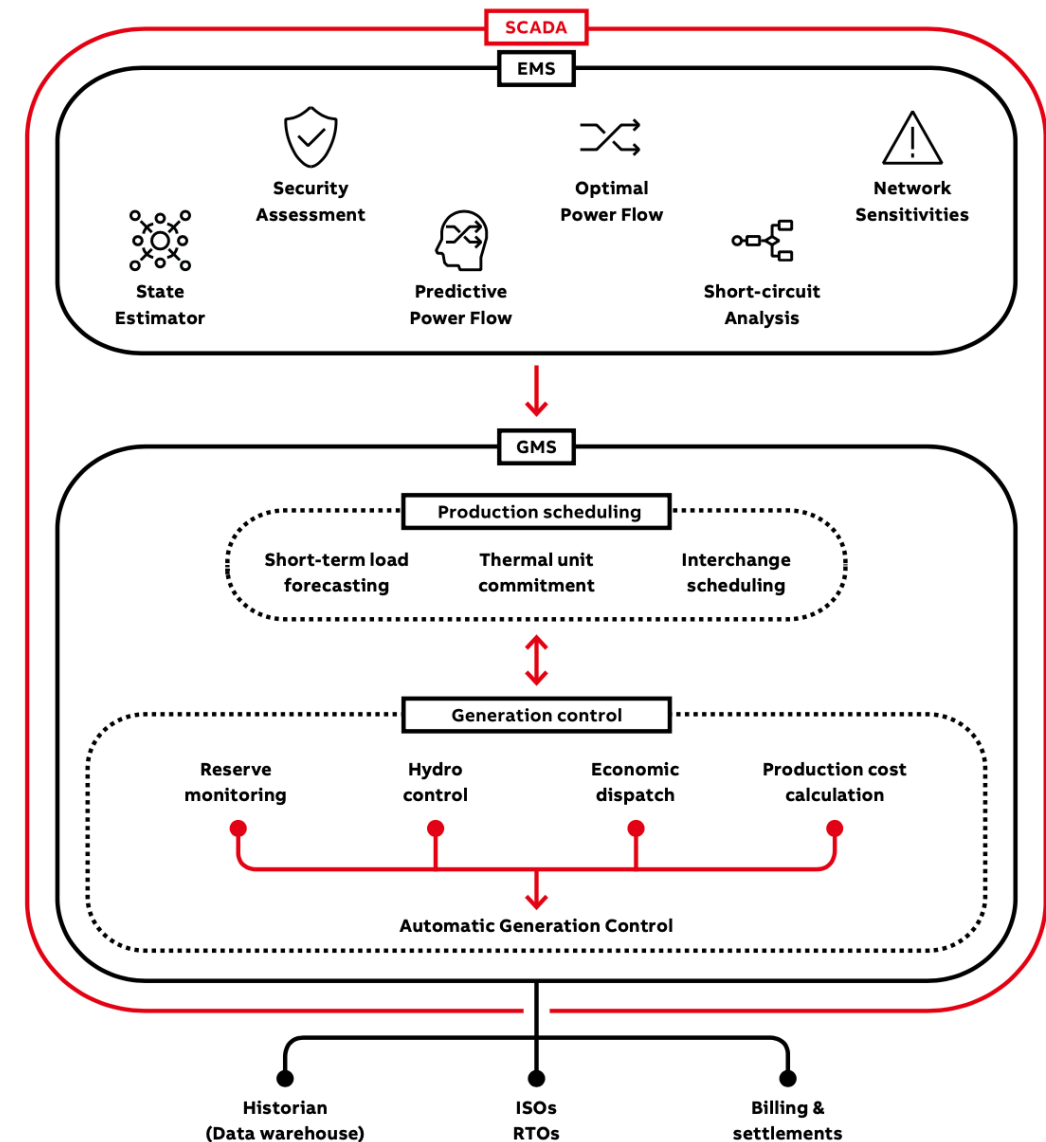 SCADA
EMS
Security
Assessment
Optimal
Power Flow
Network
Sensitivities
State
Estimator
Predictive
Power Flow
Short-circuit
Analysis
GMS
Production scheduling
Short-term load
forecasting
Thermal unit
commitment
Interchange
scheduling
Generation control
Reserve
monitoring
Hydro
control
Economic
dispatch
Production cost
calculation
Automatic Generation Control
Historian
(Data warehouse)
ISOs
RTOs
Billing &
settlements